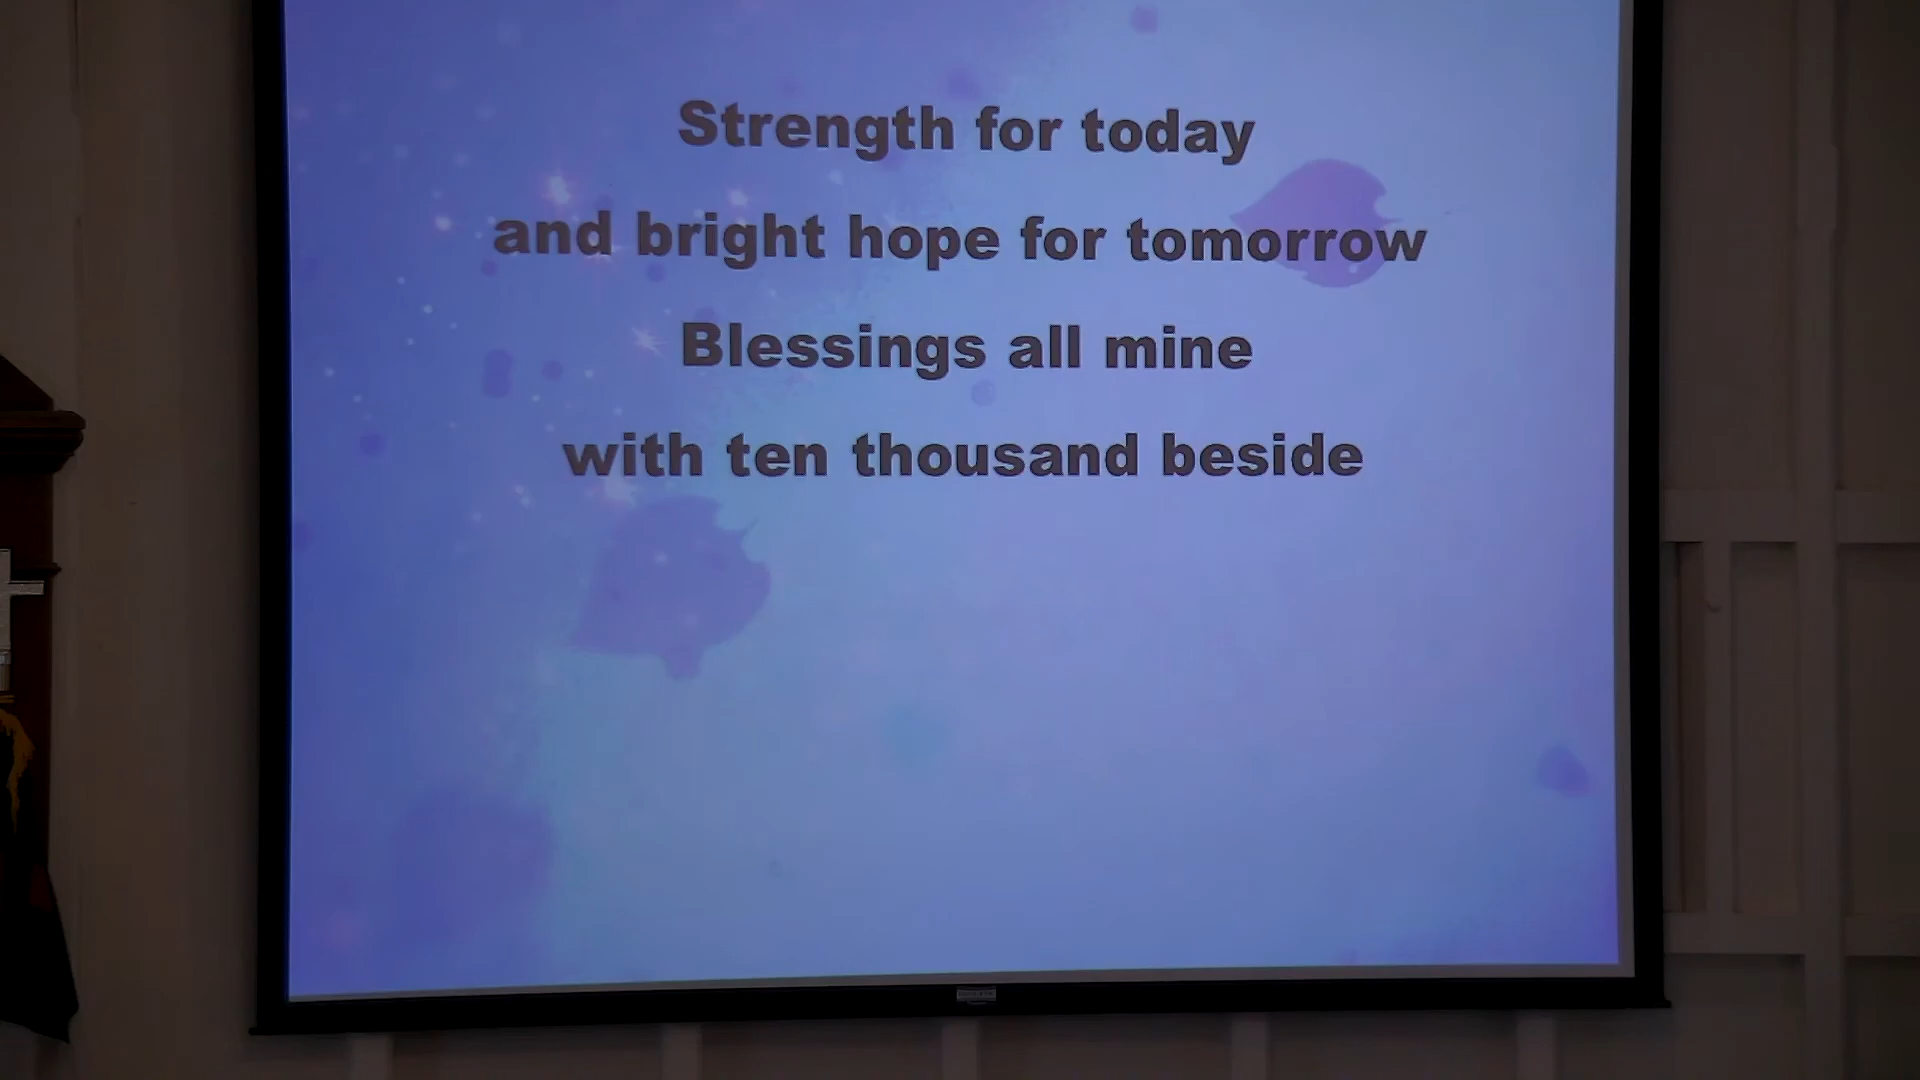 Strength for today
and bright hope for tomorrow
Blessings all mine
with ten thousand beside